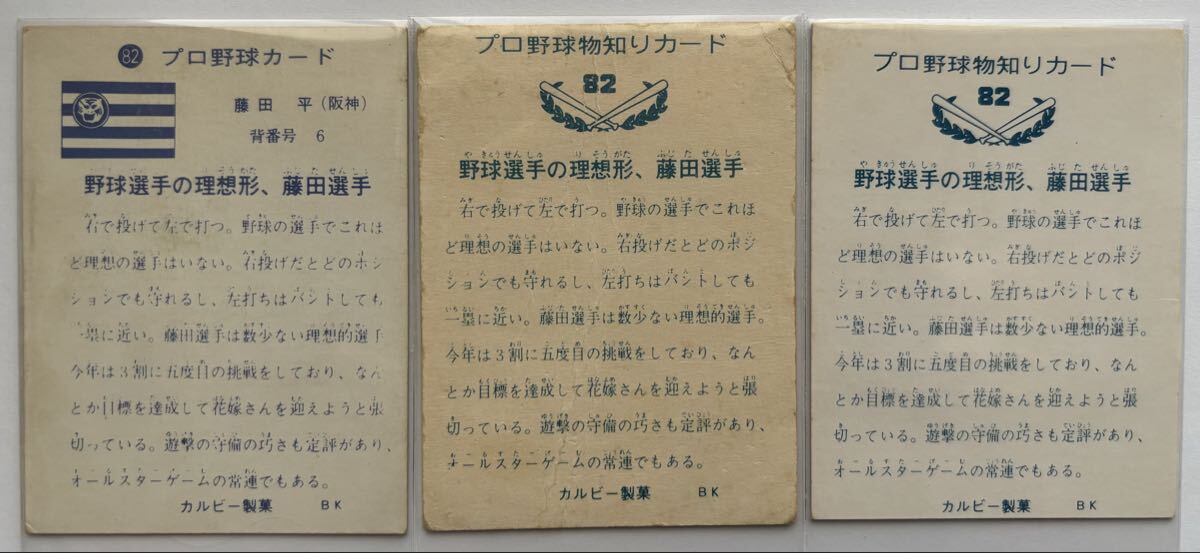 82 プロ野球カード
藤田 平(阪神)
背番号 6
野球選手の理想形、藤田選手
右で投げて左で打つ。野球の選手でこれほ
ど理想の選手はいない。右投げだとどのポジ
ションでも守れるし、左打ちはバントしても
一塁に近い。藤田選手は数少ない理想的選手
今年は3割に五度目の挑戦をしており、なん
とか目標を達成して花嫁さんを迎えようと張
切っている。遊撃の守備の巧さも定評があり、
オールスターゲームの常連でもある。
カルビー製菓 BK
プロ野球物知りカード
82
野球選手の理想形、藤田選手
右で投げて左で打つ。野球の選手でこれほ
ど理想の選手はいない。右投げだとどのポジ
ションでも守れるし、左打ちはバントしても
一塁に近い。藤田選手は数少ない理想的選手。
今年は3割に五度目の挑戦をしており、なん
とか目標を達成して花嫁さんを迎えようと張
切っている。遊撃の守備の巧さも定評があり、
オールスターゲームの常連でもある。
カルビー製菓 BK
プロ野球物知りカード
82
野球選手の理想形、藤田選手
右で投げて左で打つ。野球の選手でこれほ
ど理想の選手はいない。右投げだとどのポジ
ションでも守れるし、左打ちはバントしても
一塁に近い。藤田選手は数少ない理想的選手。
今年は3割に五度目の挑戦をしており、なん
とか目標を達成して花嫁さんを迎えようと張
切っている。遊撃の守備の巧さも定評があり、
オールスターゲームの常連でもある。
カルビー製菓 BK